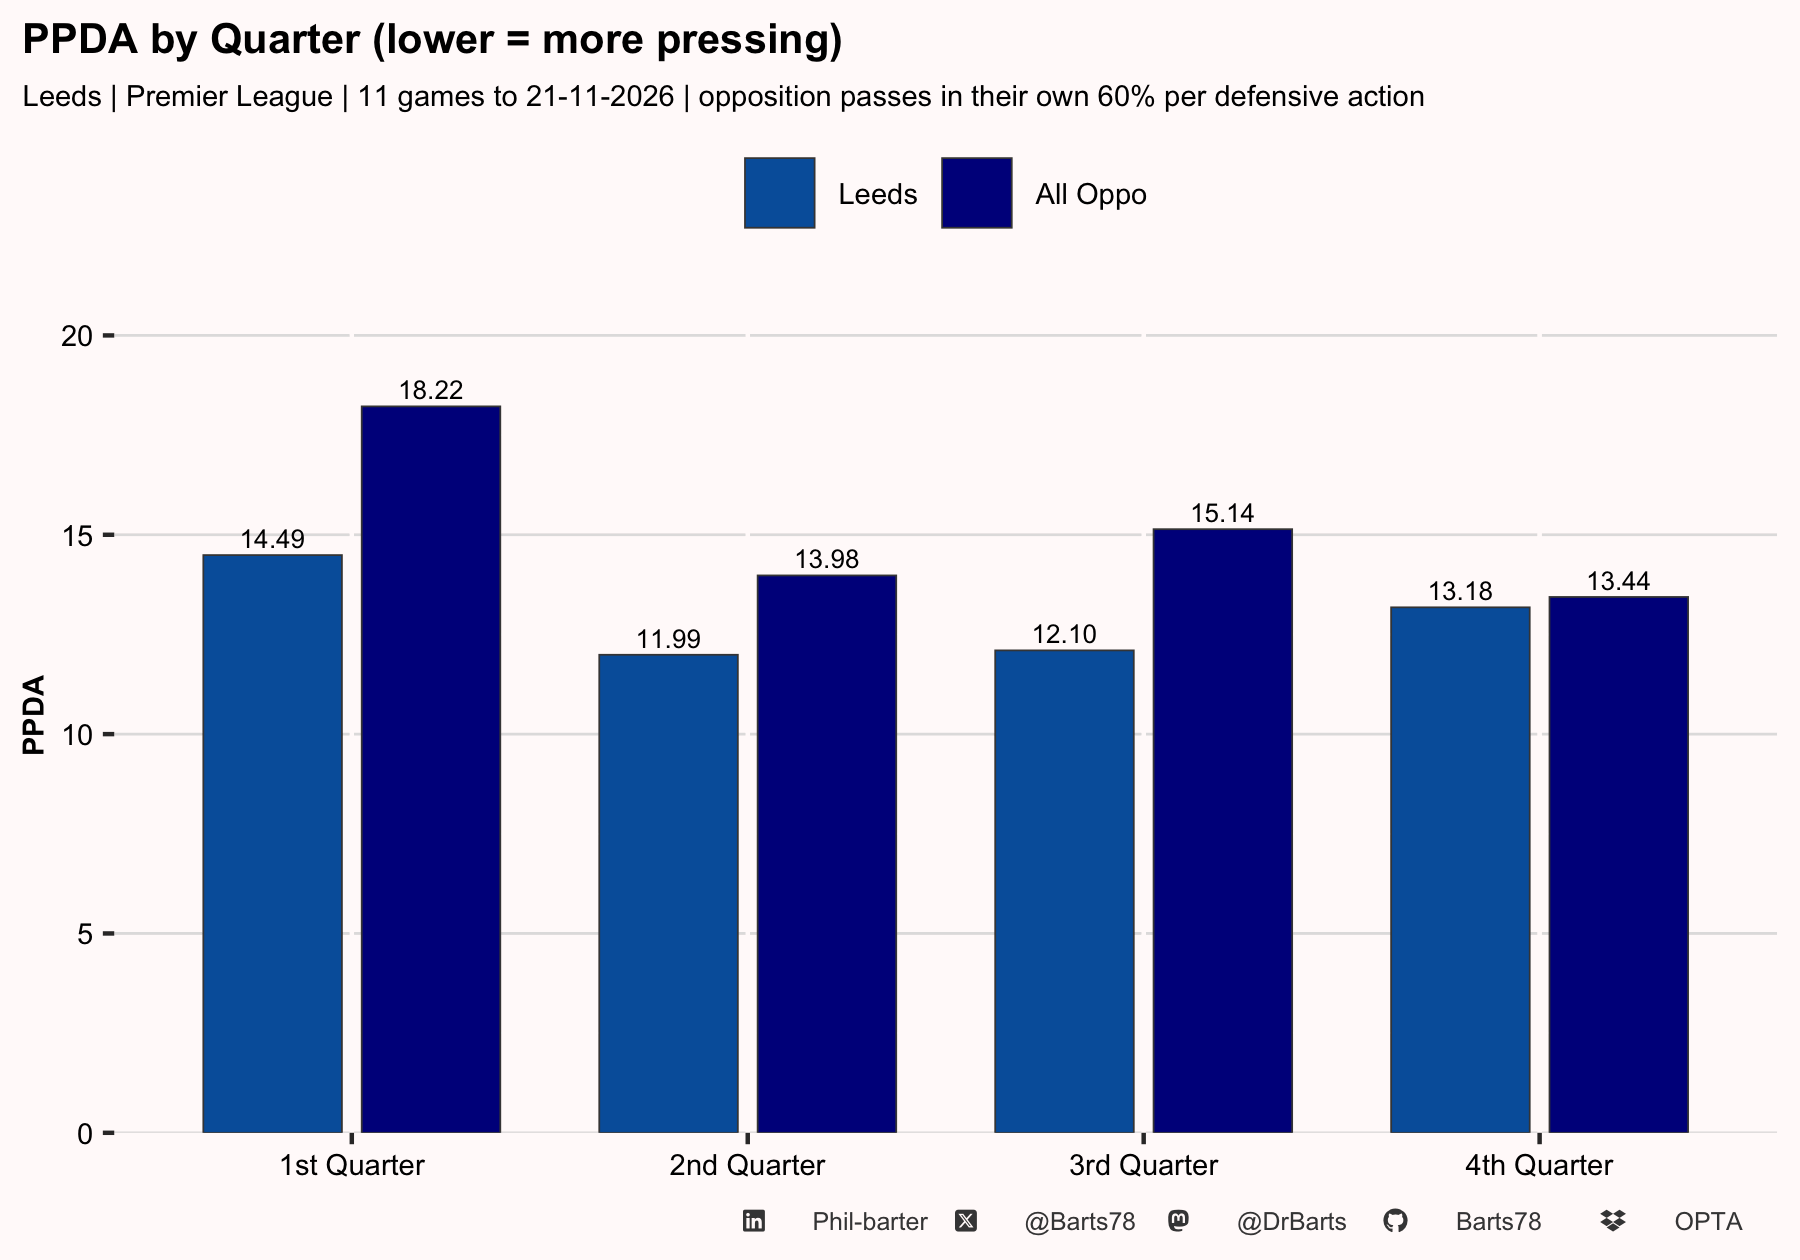 PPDA by Quarter (lower = more pressing)
Leeds | Premier League | 11 games to 21-11-2026 | opposition passes in their own 60% per defensive action
Leeds All Oppo
20
18.22
15
14.49
13.98
15.14
13.18
13.44
11.99
12.10
PPDA
10
5
0
1st Quarter 2nd Quarter 3rd Quarter 4th Quarter
Phil-barter @Barts78 @DrBarts Barts78 OPTA